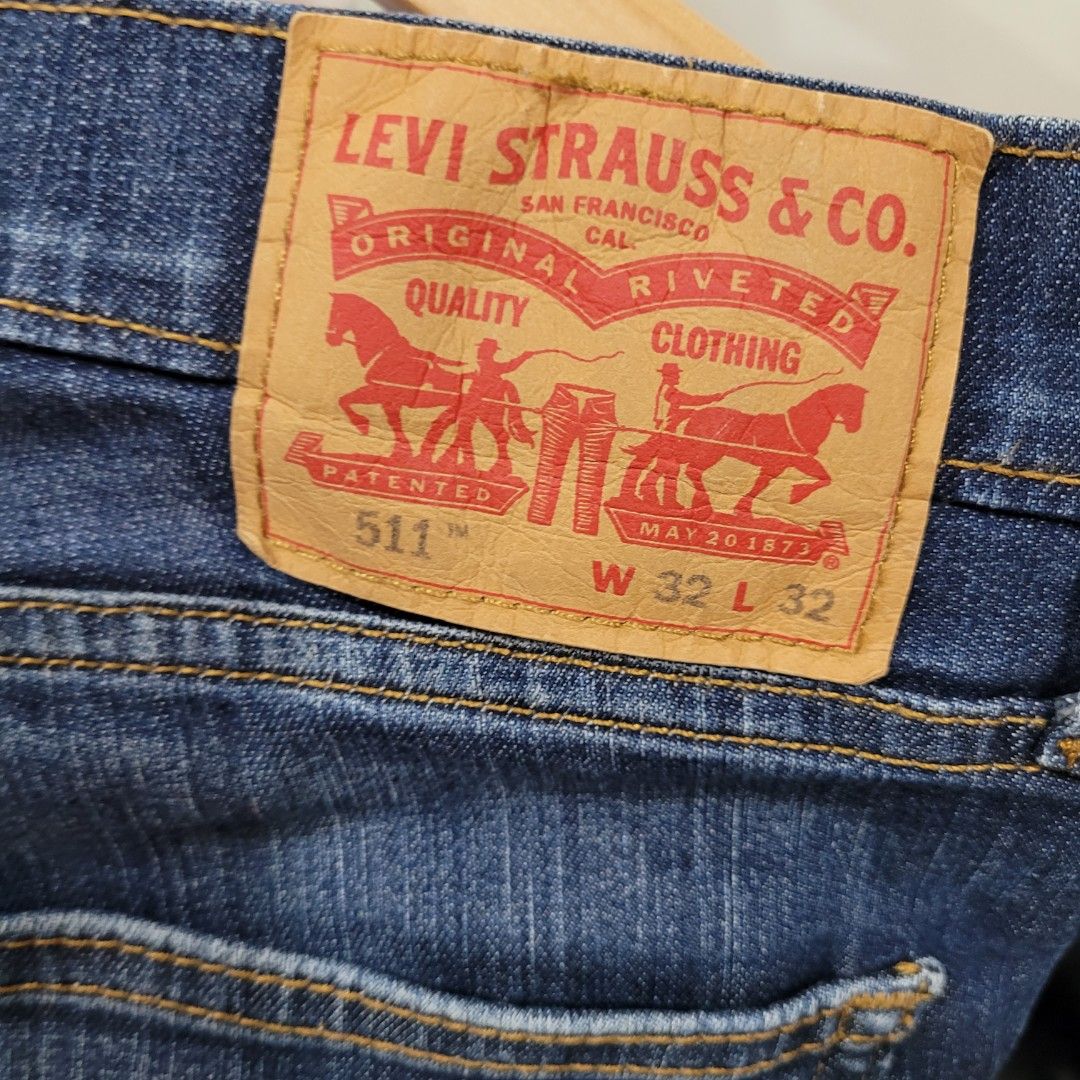 LEVI STRAUSS & CO.
SAN FRANCISCO
CAL.
ORIGINAL RIVETED
QUALITY CLOTHING
PATENTED MAY 20 1873 ®
511™
W 32 L 32